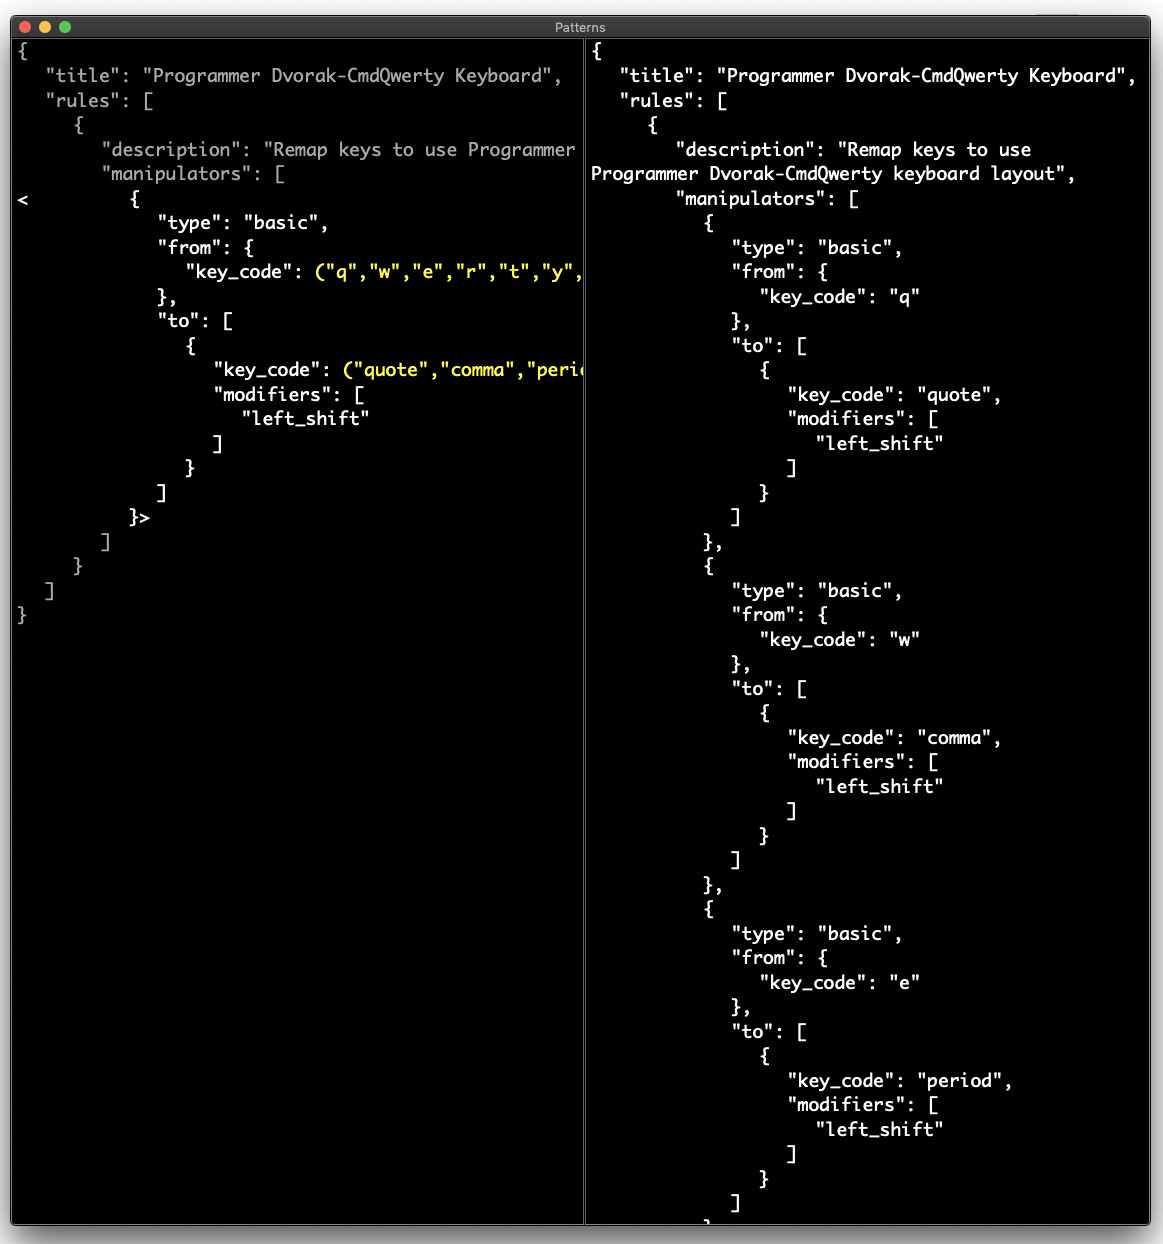 Patterns
{
   "title": "Programmer Dvorak-CmdQwerty Keyboard",
   "rules": [
      {
         "description": "Remap keys to use Programmer
         "manipulators": [
<           {
               "type": "basic",
               "from": {
                  "key_code": ("q","w","e","r","t","y",
               },
               "to": [
                  {
                     "key_code": ("quote","comma","perio
                     "modifiers": [
                        "left_shift"
                     ]
                  }
               ]
            }>
         ]
      }
   ]
}
{
   "title": "Programmer Dvorak-CmdQwerty Keyboard",
   "rules": [
      {
         "description": "Remap keys to use
Programmer Dvorak-CmdQwerty keyboard layout",
         "manipulators": [
            {
               "type": "basic",
               "from": {
                  "key_code": "q"
               },
               "to": [
                  {
                     "key_code": "quote",
                     "modifiers": [
                        "left_shift"
                     ]
                  }
               ]
            },
            {
               "type": "basic",
               "from": {
                  "key_code": "w"
               },
               "to": [
                  {
                     "key_code": "comma",
                     "modifiers": [
                        "left_shift"
                     ]
                  }
               ]
            },
            {
               "type": "basic",
               "from": {
                  "key_code": "e"
               },
               "to": [
                  {
                     "key_code": "period",
                     "modifiers": [
                        "left_shift"
                     ]
                  }
               ]